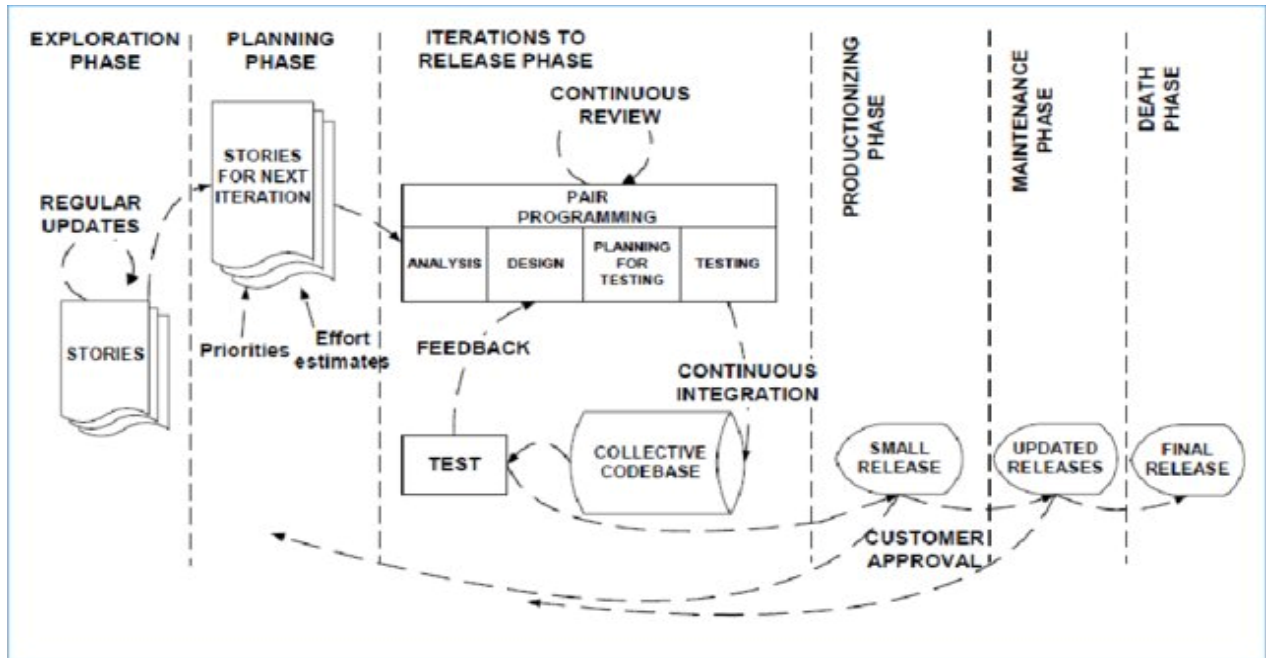 EXPLORATION
PHASE
PLANNING
PHASE
ITERATIONS TO
RELEASE PHASE
PRODUCTIONIZING
PHASE
MAINTENANCE
PHASE
DEATH
PHASE
CONTINUOUS
REVIEW
STORIES
FOR NEXT
ITERATION
REGULAR
UPDATES
PAIR
PROGRAMMING
ANALYSIS
DESIGN
PLANNING
FOR
TESTING
TESTING
STORIES
Priorities
Effort
estimates
FEEDBACK
CONTINUOUS
INTEGRATION
TEST
COLLECTIVE
CODEBASE
SMALL
RELEASE
UPDATED
RELEASES
FINAL
RELEASE
CUSTOMER
APPROVAL